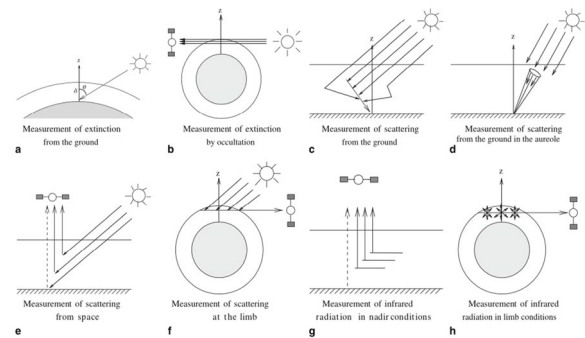 z
δ θ
Measurement of extinction
from the ground
a
z
Measurement of extinction
by occultation
b
z
Measurement of scattering
from the ground
c
z
Measurement of scattering
from the ground in the aureole
d
z
Measurement of scattering
from space
e
z
Measurement of scattering
at the limb
f
z
Measurement of infrared
radiation in nadir conditions
g
z
Measurement of infrared
radiation in limb conditions
h